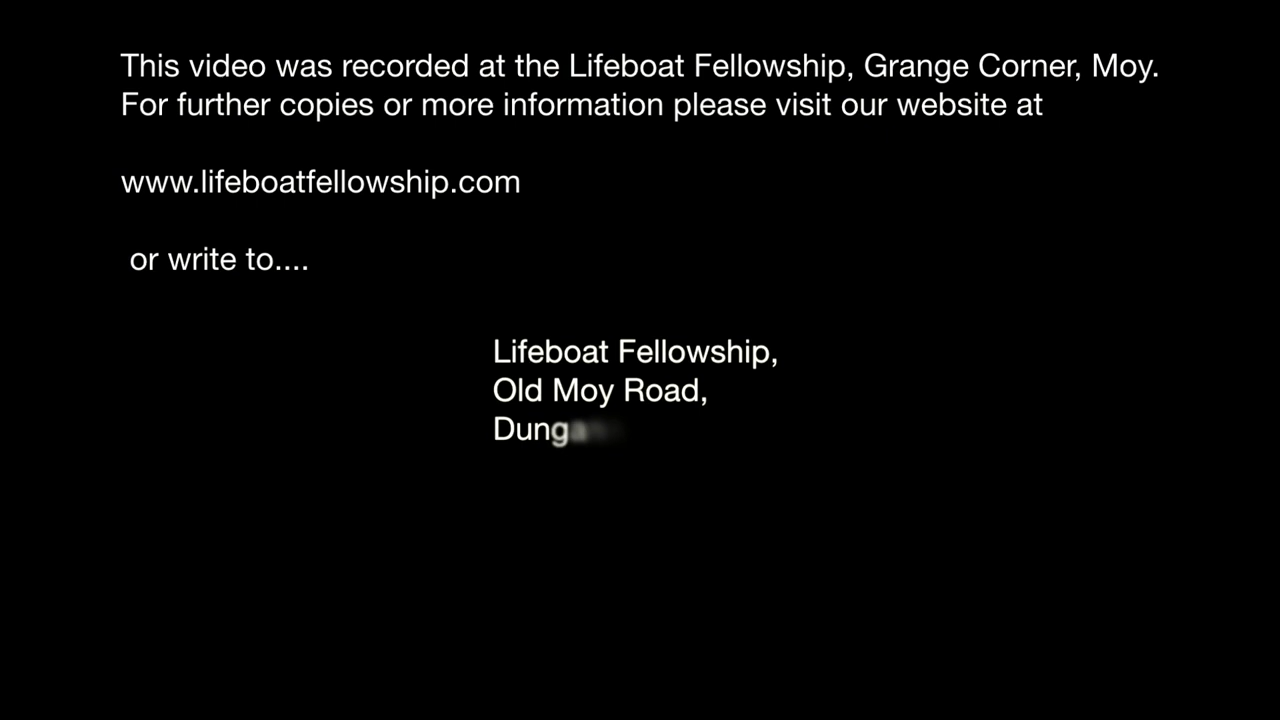 This video was recorded at the Lifeboat Fellowship, Grange Corner, Moy.
For further copies or more information please visit our website at
www.lifeboatfellowship.com
or write to....
Lifeboat Fellowship,
Old Moy Road,